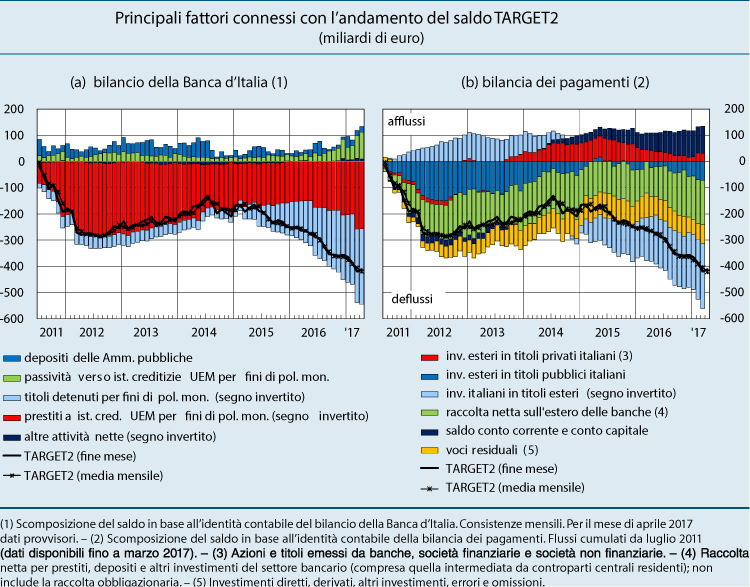 Principali fattori connessi con l'andamento del saldo TARGET2
(miliardi di euro)
(a) bilancio della Banca d'Italia (1)
(b) bilancia dei pagamenti (2)
200
100
0
-100
-200
-300
-400
-500
-600
2011
2012
2013
2014
2015
2016
'17
afflussi
deflussi
2011
2012
2013
2014
2015
2016
'17
200
100
0
-100
-200
-300
-400
-500
-600
depositi delle Amm. pubbliche
passività verso ist. creditizie UEM per fini di pol. mon.
titoli detenuti per fini di pol. mon. (segno invertito)
prestiti a ist. cred. UEM per fini di pol. mon. (segno invertito)
altre attività nette (segno invertito)
TARGET2 (fine mese)
TARGET2 (media mensile)
inv. esteri in titoli privati italiani (3)
inv. esteri in titoli pubblici italiani
inv. italiani in titoli esteri (segno invertito)
raccolta netta sull'estero delle banche (4)
saldo conto corrente e conto capitale
voci residuali (5)
TARGET2 (fine mese)
TARGET2 (media mensile)
(1) Scomposizione del saldo in base all'identità contabile del bilancio della Banca d'Italia. Consistenze mensili. Per il mese di aprile 2017
dati provvisori. – (2) Scomposizione del saldo in base all'identità contabile della bilancia dei pagamenti. Flussi cumulati da luglio 2011
(dati disponibili fino a marzo 2017). – (3) Azioni e titoli emessi da banche, società finanziarie e società non finanziarie. – (4) Raccolta
netta per prestiti, depositi e altri investimenti del settore bancario (compresa quella intermediata da controparti centrali residenti); non
include la raccolta obbligazionaria. – (5) Investimenti diretti, derivati, altri investimenti, errori e omissioni.